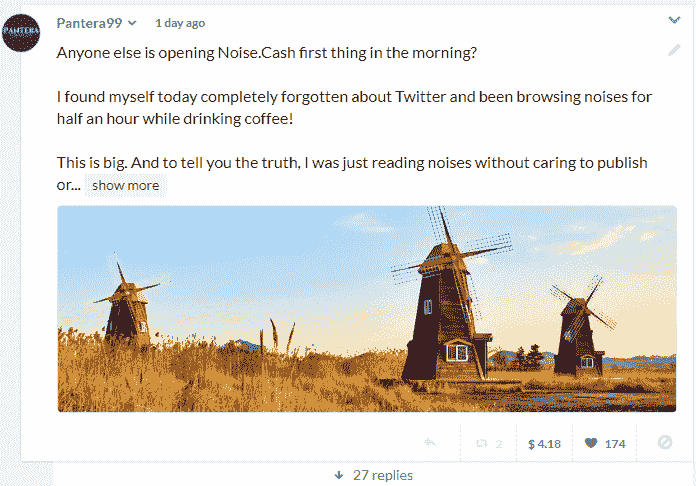 PANTERA
Pantera99 1 day ago
Anyone else is opening Noise.Cash first thing in the morning?
I found myself today completely forgotten about Twitter and been browsing noises for
half an hour while drinking coffee!
This is big. And to tell you the truth, I was just reading noises without caring to publish
or... show more
2 $ 4.18 174
27 replies